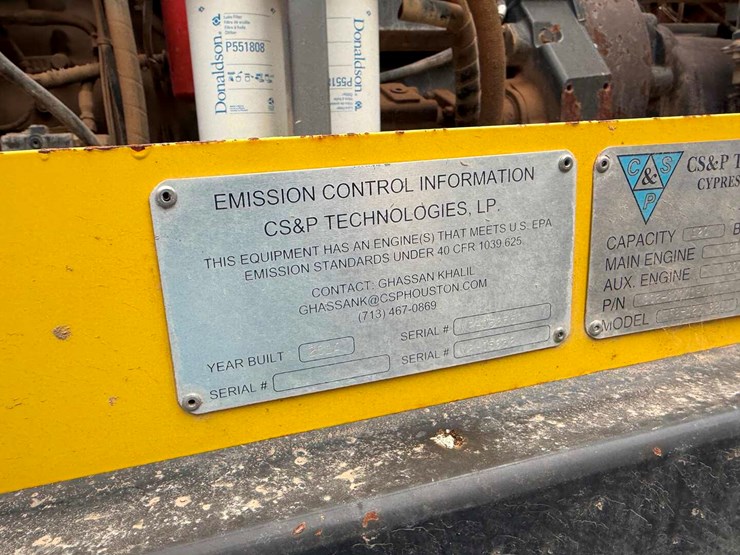 Donaldson.
Lube Filter
P551808
Donaldson.
EMISSION CONTROL INFORMATION
CS&P TECHNOLOGIES, LP.
THIS EQUIPMENT HAS AN ENGINE(S) THAT MEETS U.S. EPA
EMISSION STANDARDS UNDER 40 CFR 1039.625.
CONTACT: GHASSAN KHALIL
GHASSANK@CSPHOUSTON.COM
(713) 467-0869
YEAR BUILT
SERIAL #
SERIAL #
SERIAL #
C&S
P
CS&P T
CYPRES
CAPACITY
MAIN ENGINE
AUX. ENGINE
P/N
MODEL